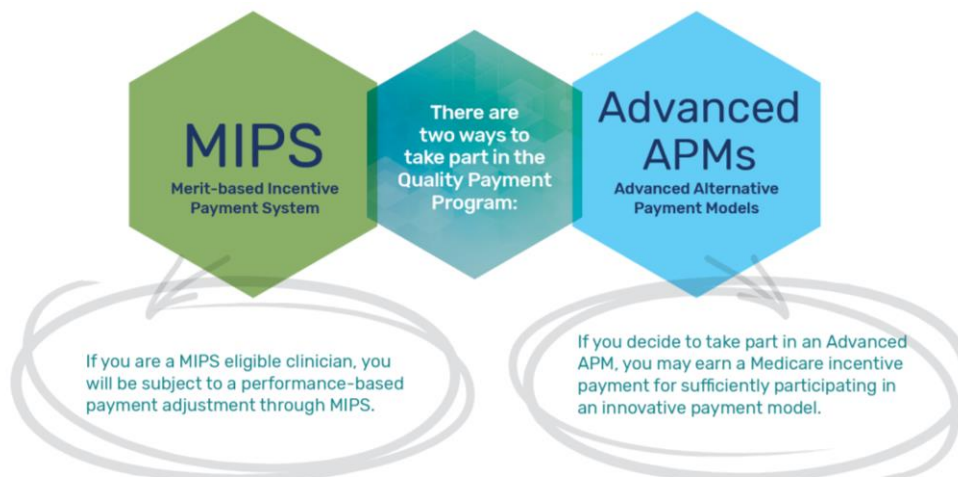 MIPS
Merit-based Incentive
Payment System
There are
two ways to
take part in the
Quality Payment
Program:
Advanced
APMs
Advanced Alternative
Payment Models
If you are a MIPS eligible clinician, you
will be subject to a performance-based
payment adjustment through MIPS.
If you decide to take part in an Advanced
APM, you may earn a Medicare incentive
payment for sufficiently participating in
an innovative payment model.